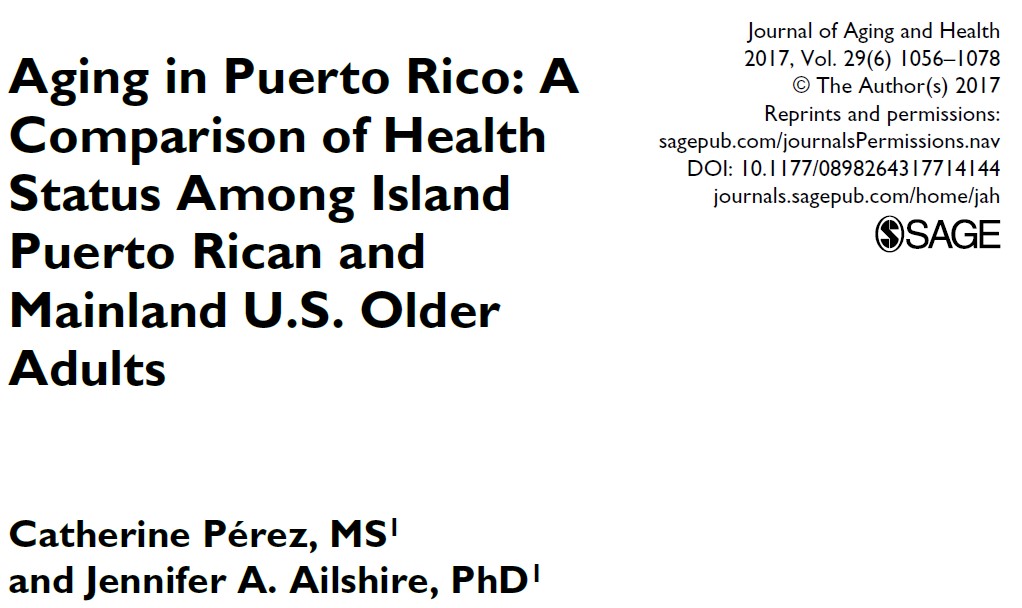 Aging in Puerto Rico: A
Comparison of Health
Status Among Island
Puerto Rican and
Mainland U.S. Older
Adults
Journal of Aging and Health
2017, Vol. 29(6) 1056–1078
© The Author(s) 2017
Reprints and permissions:
sagepub.com/journalsPermissions.nav
DOI: 10.1177/0898264317714144
journals.sagepub.com/home/jah
SAGE
Catherine Pérez, MS¹
and Jennifer A. Ailshire, PhD¹